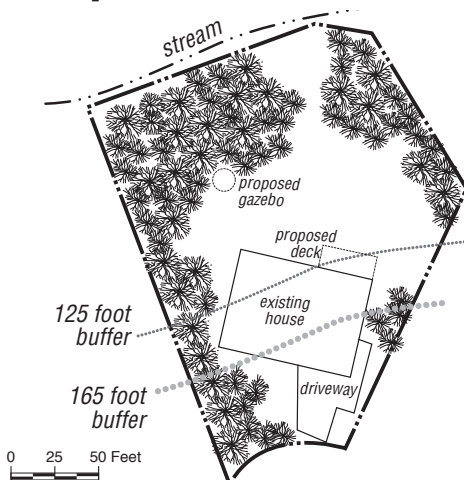 stream
proposed
gazebo
proposed
deck
existing
house
125 foot
buffer
165 foot
buffer
driveway
0 25 50 Feet